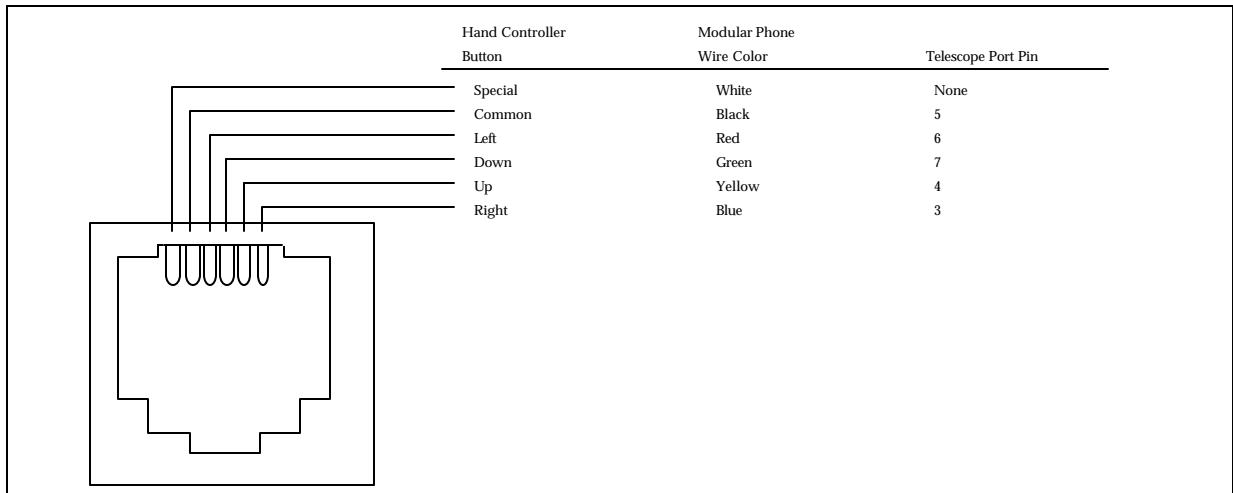 Hand Controller Modular Phone
Button Wire Color Telescope Port Pin
Special White None
Common Black 5
Left Red 6
Down Green 7
Up Yellow 4
Right Blue 3